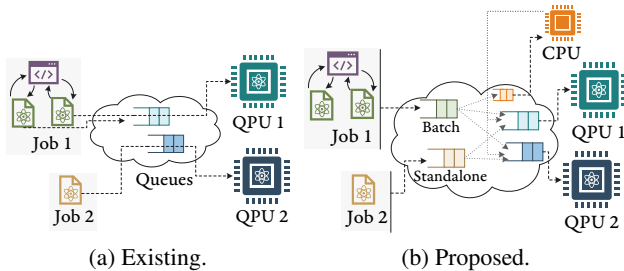 </>
Job 1
Queues
Job 2
QPU 1
QPU 2
(a) Existing.
</>
Job 1
Batch
Standalone
Job 2
CPU
QPU 1
QPU 2
(b) Proposed.